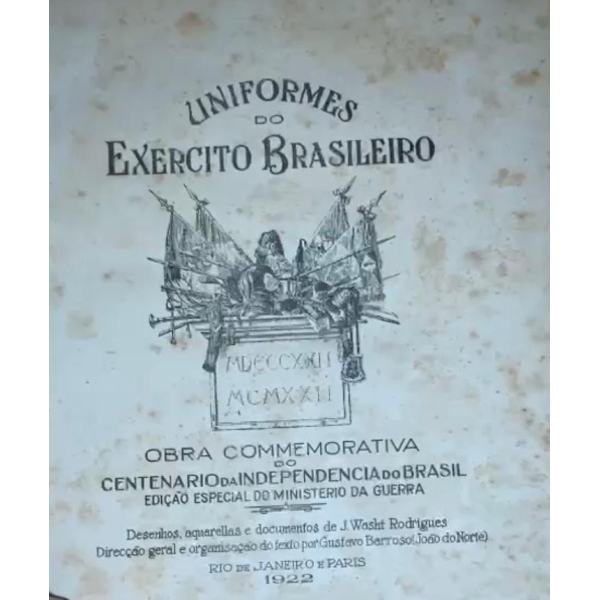 UNIFORMES
DO
EXERCITO BRASILEIRO
MDCCCXXII
MCMXXII
OBRA COMMEMORATIVA
DO
CENTENARIO DA INDEPENDENCIA DO BRASIL
EDIÇÃO ESPECIAL DO MINISTERIO DA GUERRA
Desenhos, aquarellas e documentos de J. Washt Rodrigues
Direcção geral e organisação do texto por Gustavo Barroso (João do Norte)
RIO DE JANEIRO E PARIS
1922